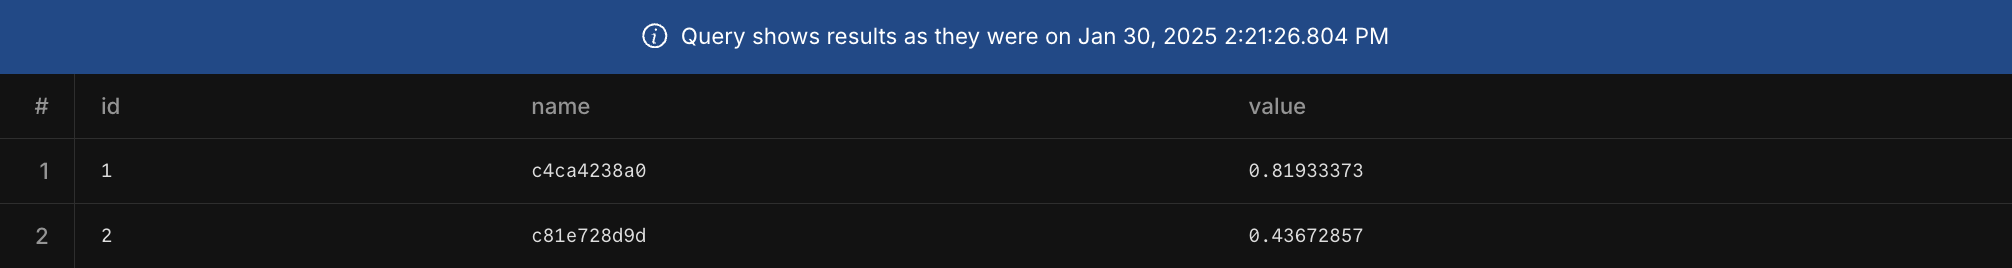 Query shows results as they were on Jan 30, 2025 2:21:26.804 PM
# id name value
1 1 c4ca4238a0 0.81933373
2 2 c81e728d9d 0.43672857